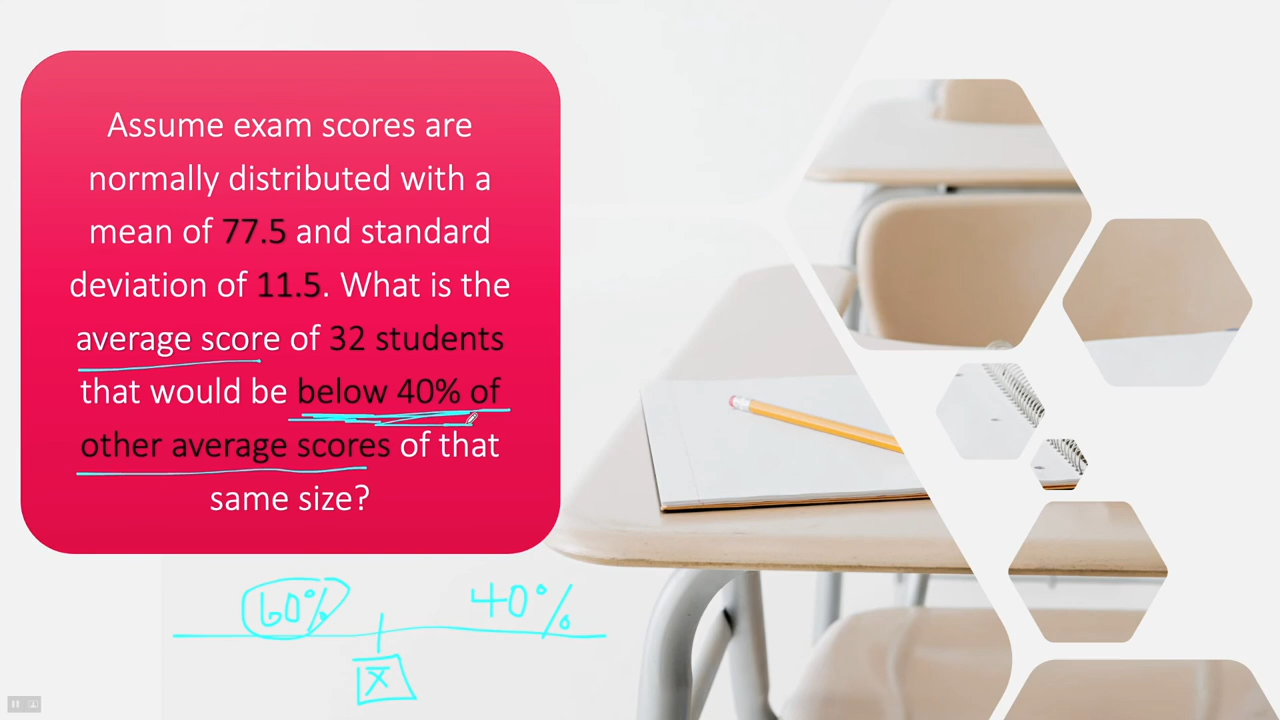 Assume exam scores are
normally distributed with a
mean of 77.5 and standard
deviation of 11.5. What is the
average score of 32 students
that would be below 40% of
other average scores of that
same size?
60% 40%
x̄